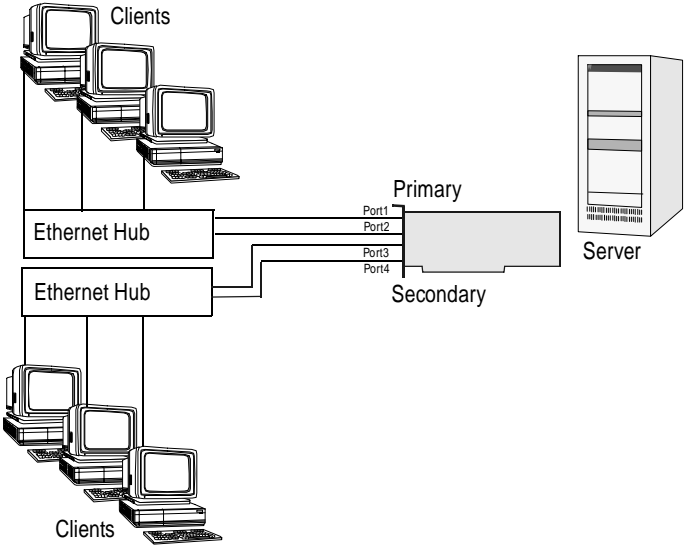 Clients
Primary
Port1
Port2
Ethernet Hub
Server
Port3
Port4
Ethernet Hub
Secondary
Clients